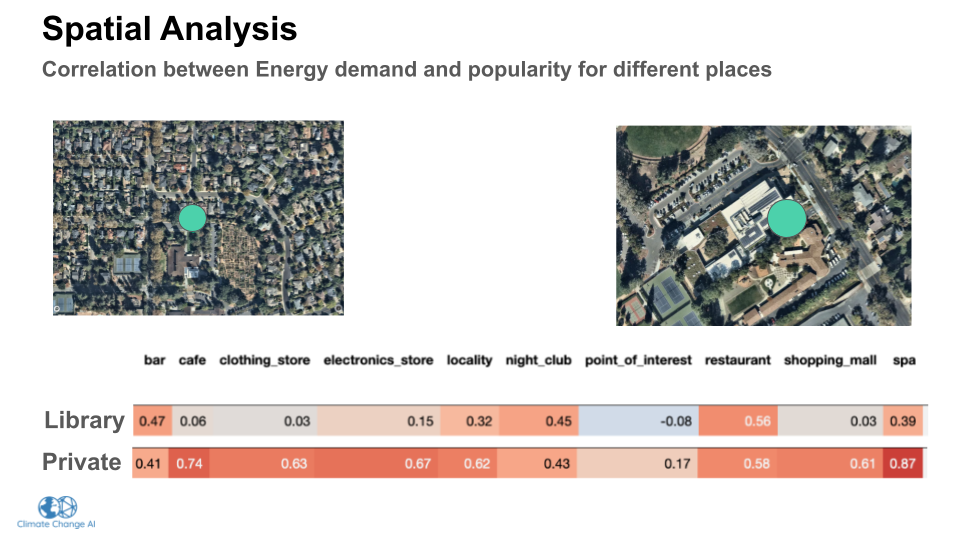 Spatial Analysis
Correlation between Energy demand and popularity for different places
bar cafe clothing_store electronics_store locality night_club point_of_interest restaurant shopping_mall spa
Library 0.47 0.06 0.03 0.15 0.32 0.45 -0.08 0.56 0.03 0.39
Private 0.41 0.74 0.63 0.67 0.62 0.43 0.17 0.58 0.61 0.87
Climate Change AI